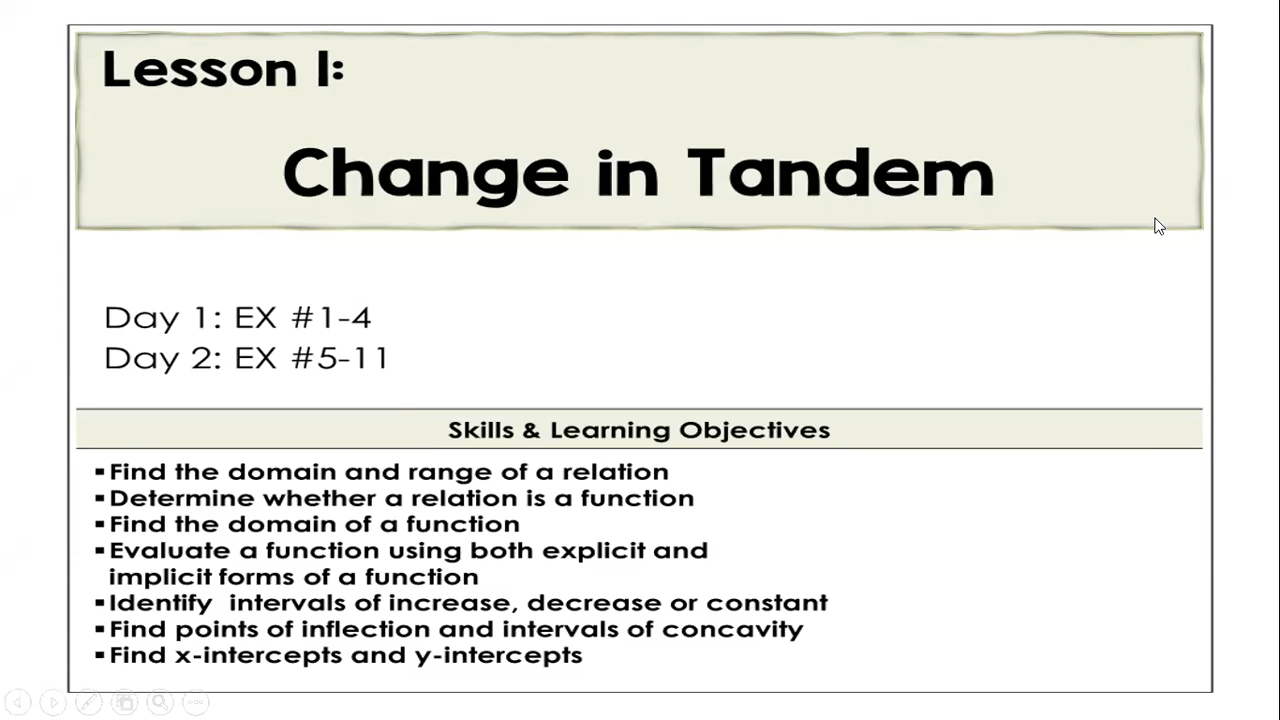 Lesson 1:
Change in Tandem
Day 1: EX #1-4
Day 2: EX #5-11
Skills & Learning Objectives
▪Find the domain and range of a relation
▪Determine whether a relation is a function
▪Find the domain of a function
▪Evaluate a function using both explicit and
implicit forms of a function
▪Identify  intervals of increase, decrease or constant
▪Find points of inflection and intervals of concavity
▪Find x-intercepts and y-intercepts